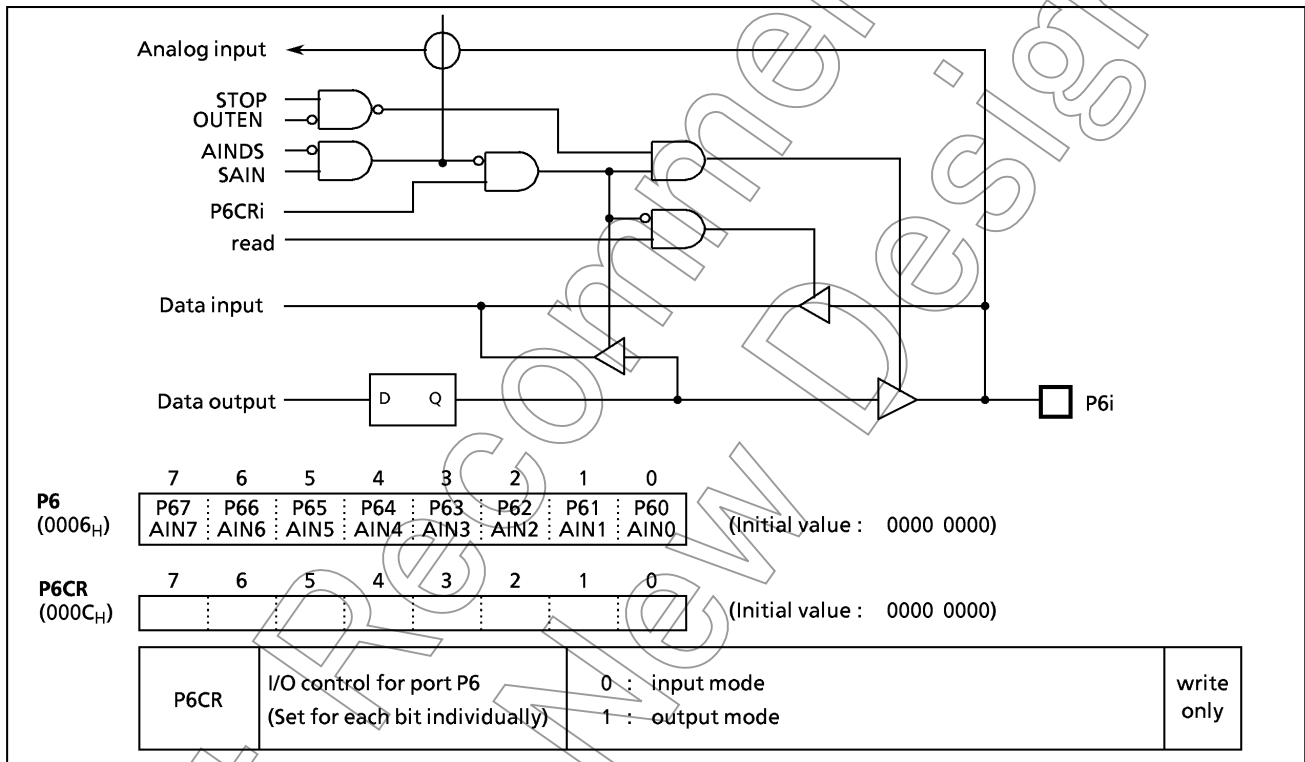 Analog input
STOP
OUTEN
AINDS
SAIN
P6CRi
read
Data input
Data output
D Q
P6i
7 6 5 4 3 2 1 0
P6
(0006H)
P67 P66 P65 P64 P63 P62 P61 P60
AIN7 AIN6 AIN5 AIN4 AIN3 AIN2 AIN1 AIN0
(Initial value : 0000 0000)
7 6 5 4 3 2 1 0
P6CR
(000CH)
(Initial value : 0000 0000)
P6CR
I/O control for port P6
(Set for each bit individually)
0 : input mode
1 : output mode
write
only